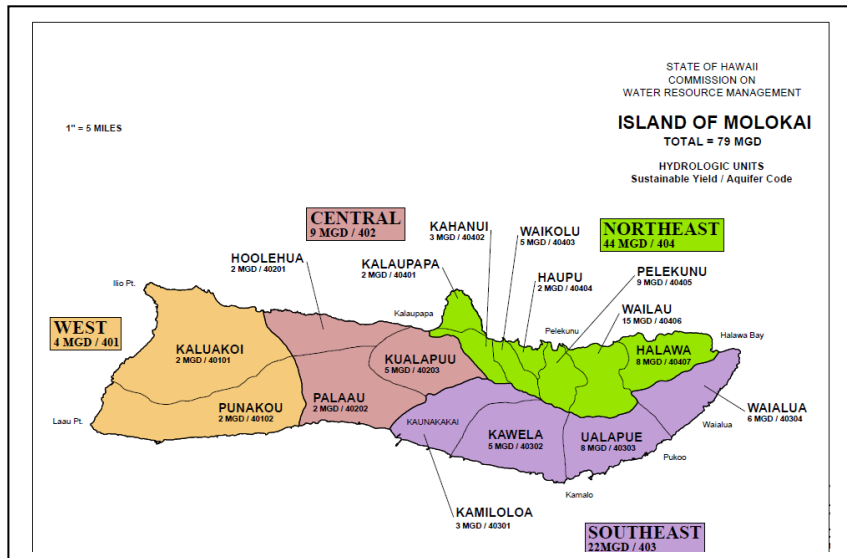 STATE OF HAWAII
COMMISSION ON
WATER RESOURCE MANAGEMENT
1" = 5 MILES
ISLAND OF MOLOKAI
TOTAL = 79 MGD
HYDROLOGIC UNITS
Sustainable Yield / Aquifer Code
CENTRAL
9 MGD / 402
KAHANUI
3 MGD / 40402
WAIKOLU
5 MGD / 40403
NORTHEAST
44 MGD / 404
HOOLEHUA
2 MGD / 40201
KALAUPAPA
2 MGD / 40401
HAUPU
2 MGD / 40404
PELEKUNU
9 MGD / 40405
Ilio Pt.
Kalaupapa
Pelekunu
WAILAU
15 MGD / 40406
WEST
4 MGD / 401
KALUAKOI
2 MGD / 40101
KUALAPUU
5 MGD / 40203
HALAWA
8 MGD / 40407
Halawa Bay
PUNAKOU
2 MGD / 40102
PALAAU
2 MGD / 40202
Laau Pt.
KAUNAKAKAI
KAWELA
5 MGD / 40302
UALAPUE
8 MGD / 40303
WAIALUA
6 MGD / 40304
Waialua
Pukoo
Kamalo
KAMILOLOA
3 MGD / 40301
SOUTHEAST
22MGD / 403